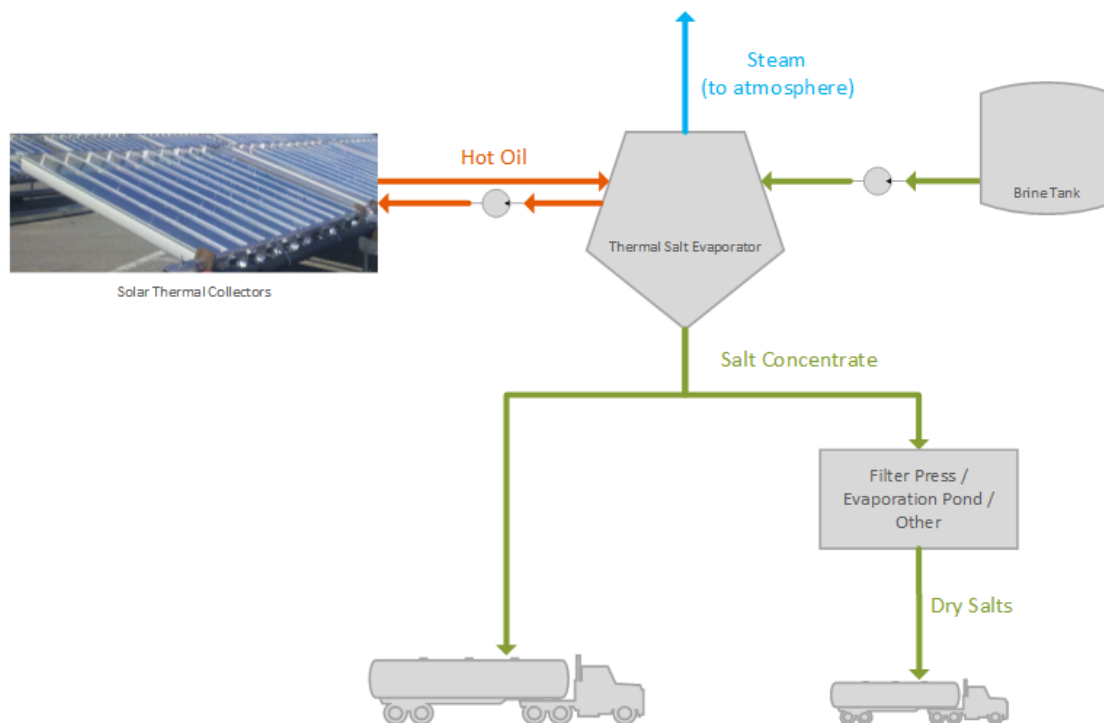 Steam
(to atmosphere)
Hot Oil
Brine Tank
Thermal Salt Evaporator
Solar Thermal Collectors
Salt Concentrate
Filter Press /
Evaporation Pond /
Other
Dry Salts